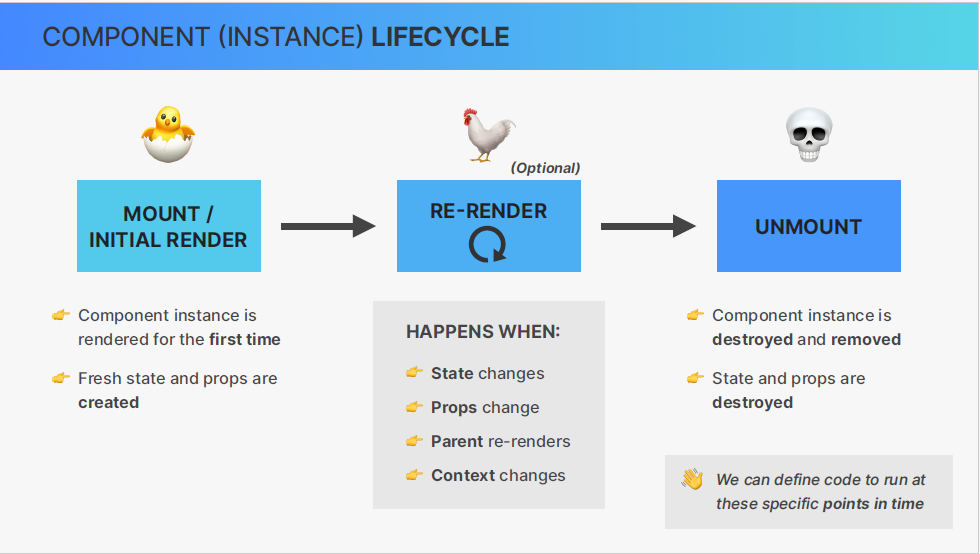 COMPONENT (INSTANCE) LIFECYCLE
(Optional)
MOUNT /
INITIAL RENDER
RE-RENDER
UNMOUNT
Component instance is
rendered for the first time
Fresh state and props are
created
HAPPENS WHEN:
State changes
Props change
Parent re-renders
Context changes
Component instance is
destroyed and removed
State and props are
destroyed
We can define code to run at
these specific points in time